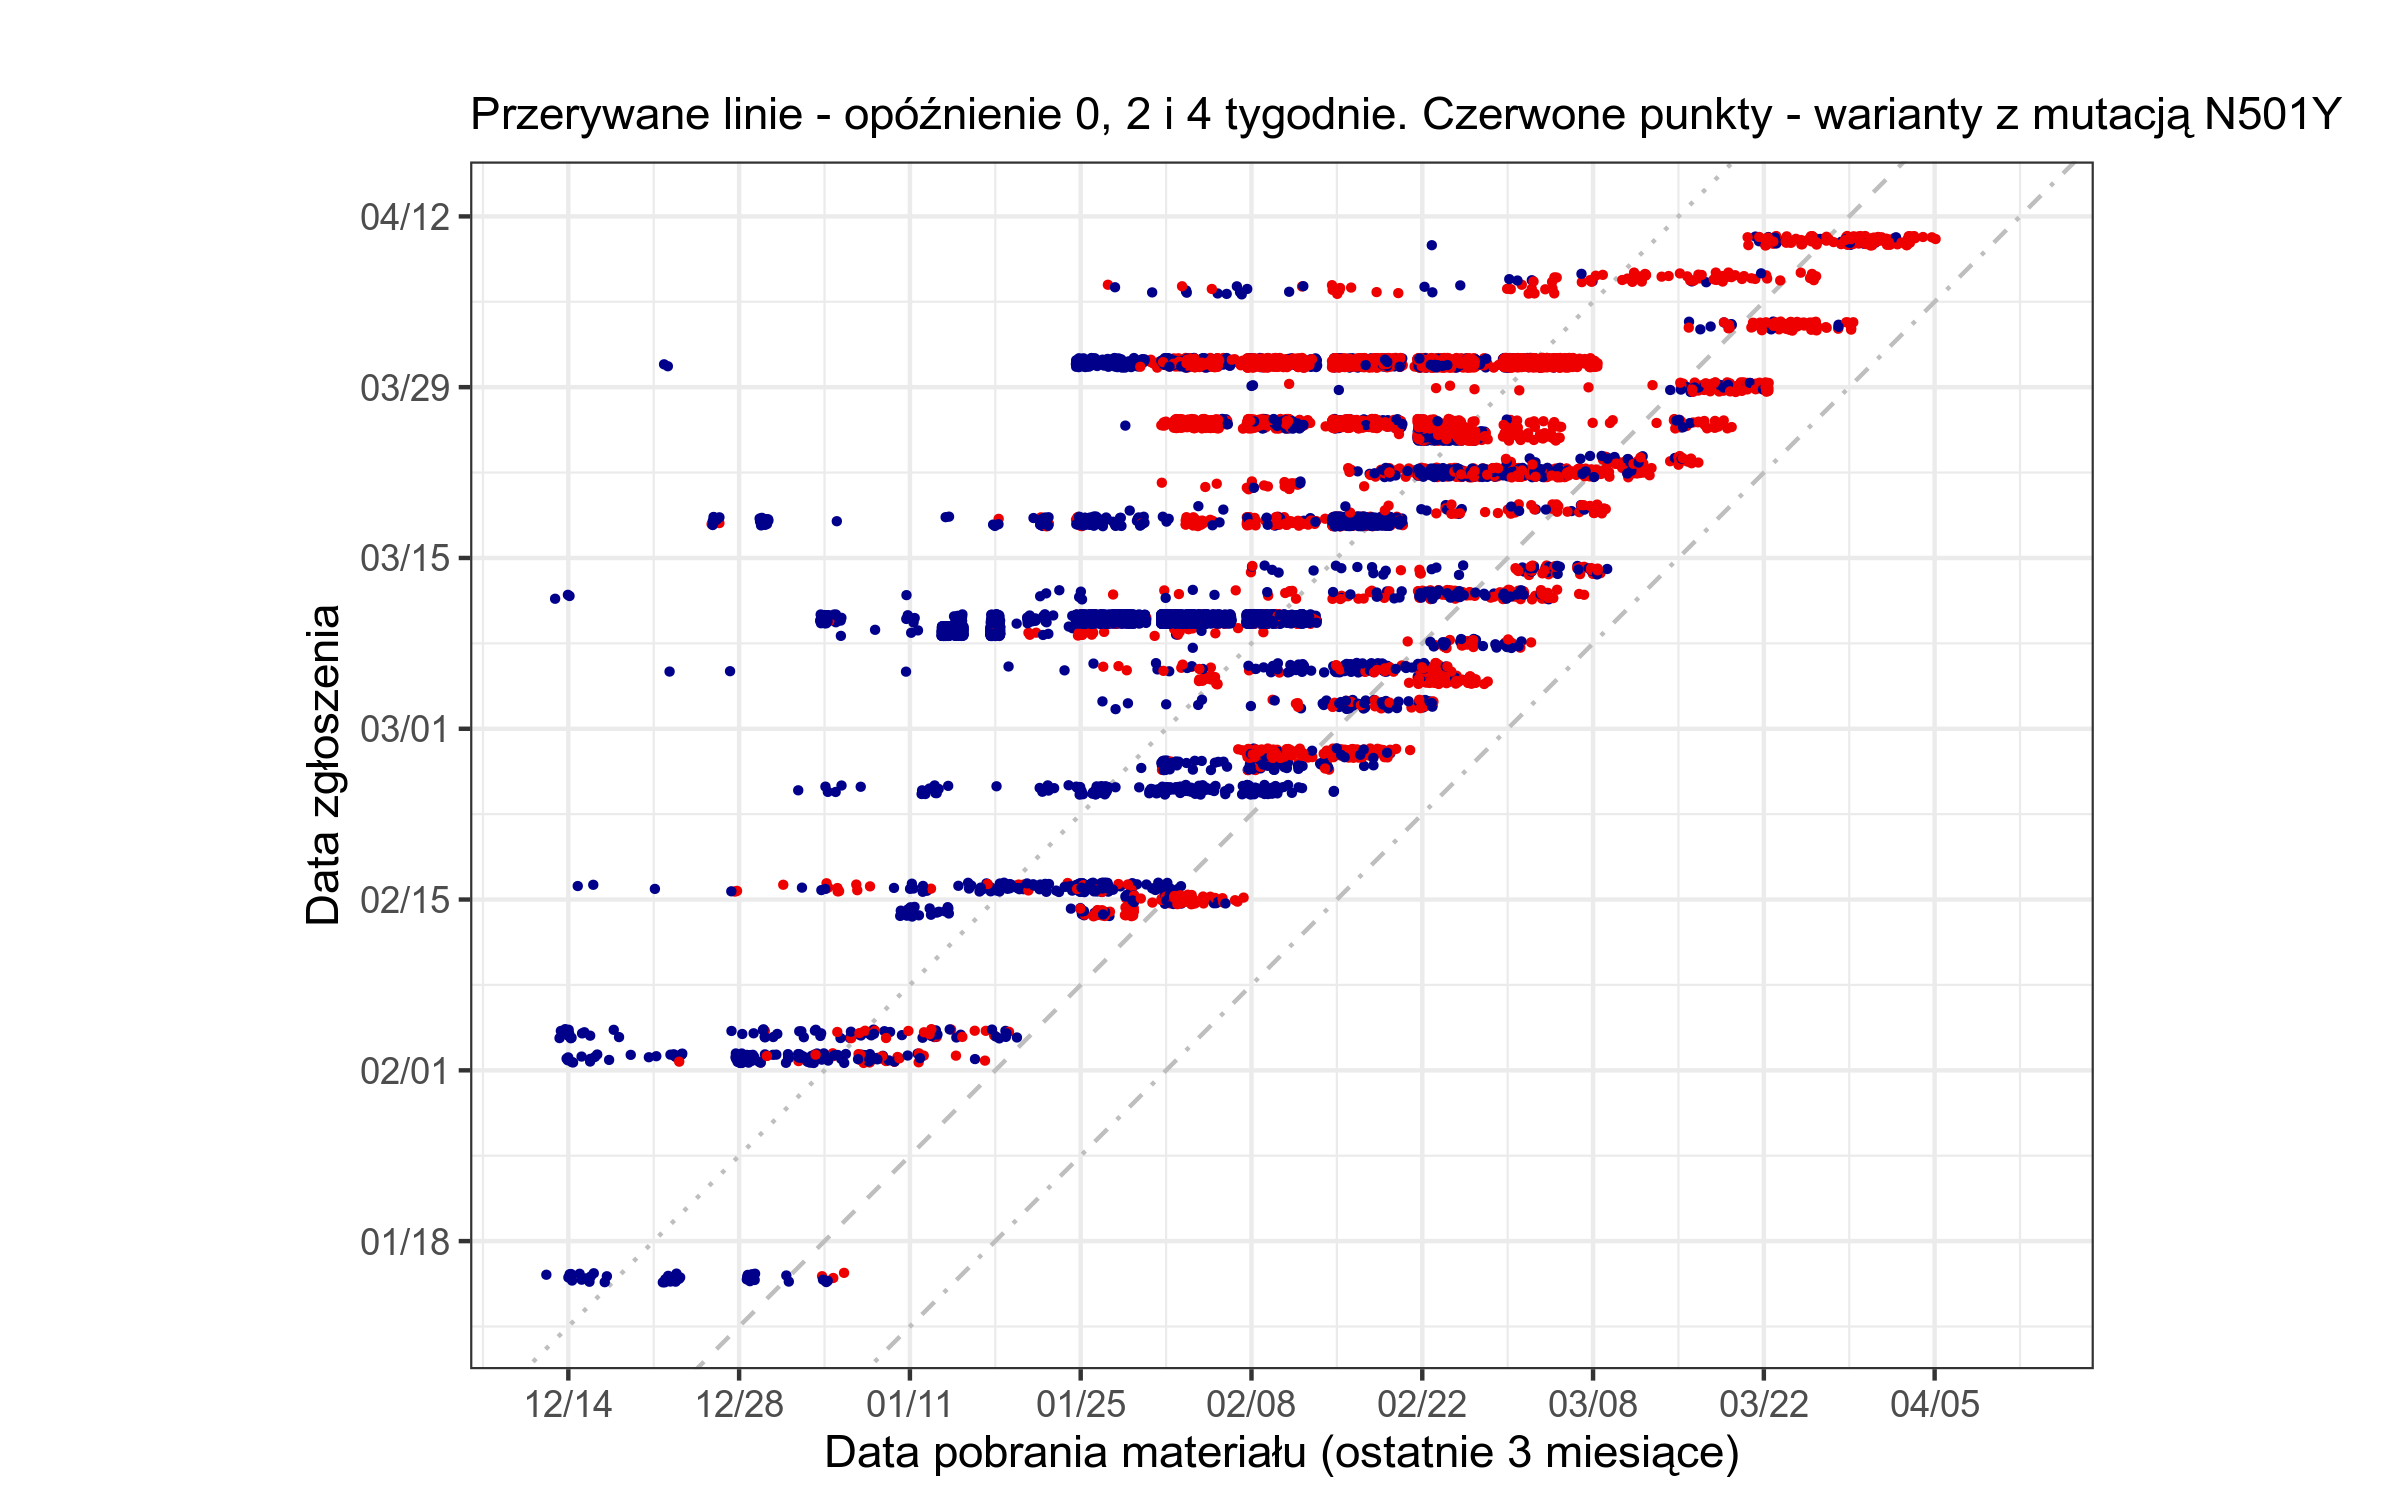 Przerywane linie - opóźnienie 0, 2 i 4 tygodnie. Czerwone punkty - warianty z mutacją N501Y
04/12
03/29
03/15
03/01
02/15
02/01
01/18
Data zgłoszenia
12/14 12/28 01/11 01/25 02/08 02/22 03/08 03/22 04/05
Data pobrania materiału (ostatnie 3 miesiące)